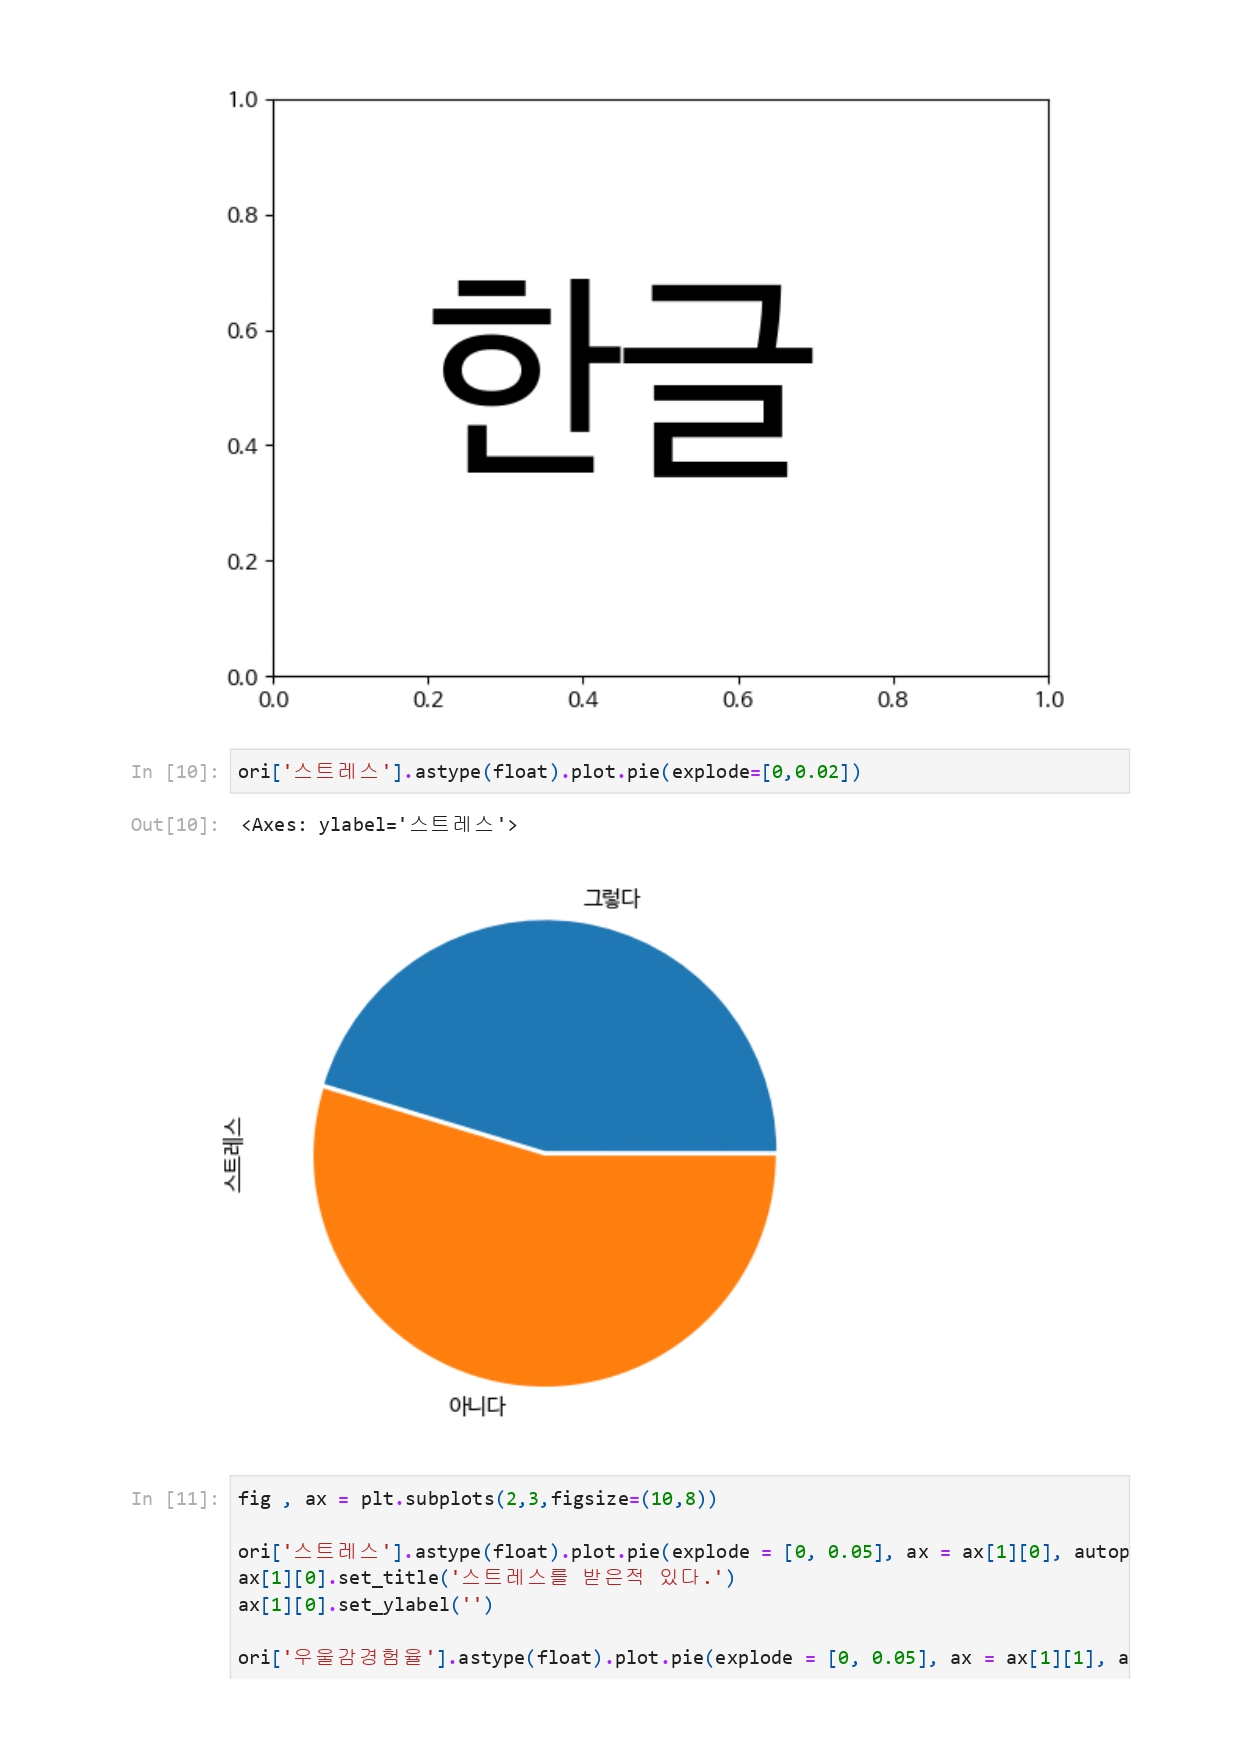 1.0
0.8
한글
0.6
0.4
0.2
0.0
0.0 0.2 0.4 0.6 0.8 1.0
In [10]: ori['스트레스'].astype(float).plot.pie(explode=[0,0.02])
Out[10]: <Axes: ylabel='스트레스'>
그렇다
스트레스
아니다
In [11]: fig , ax = plt.subplots(2,3,figsize=(10,8))
ori['스트레스'].astype(float).plot.pie(explode = [0, 0.05], ax = ax[1][0], autop
ax[1][0].set_title('스트레스를 받은적 있다.')
ax[1][0].set_ylabel('')
ori['우울감경험율'].astype(float).plot.pie(explode = [0, 0.05], ax = ax[1][1], a